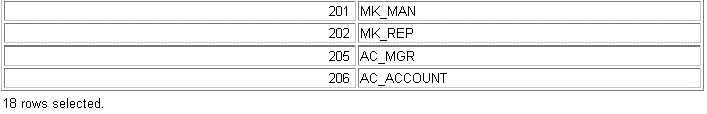 201 MK_MAN
202 MK_REP
205 AC_MGR
206 AC_ACCOUNT
18 rows selected.